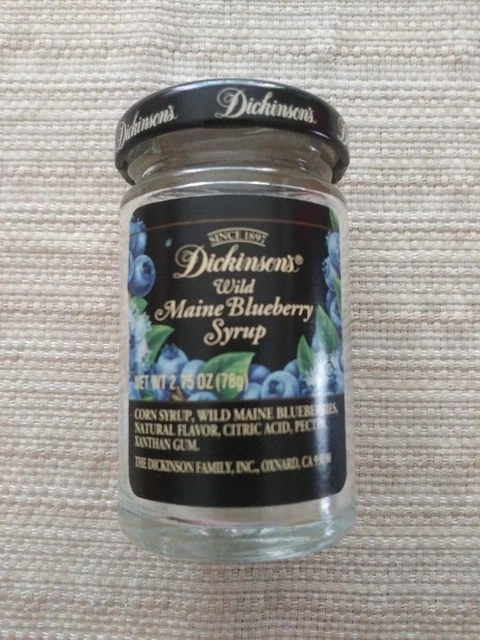 Dickinson's Dickinson's
SINCE 1897
Dickinson's®
Wild
Maine Blueberry
Syrup
NET WT 2.75 OZ (78g)
CORN SYRUP, WILD MAINE BLUEBERRIES,
NATURAL FLAVOR, CITRIC ACID, PECTIN,
XANTHAN GUM.
THE DICKINSON FAMILY, INC., OXNARD, CA